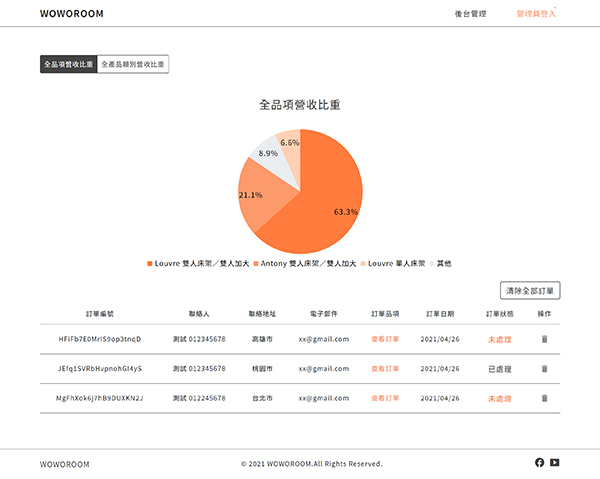 WOWOROOM 後台管理 管理員登入
全品項營收比重 全產品類別營收比重
全品項營收比重
6.6%
8.9%
21.1%
63.3%
Louvre 雙人床架／雙人加大 Antony 雙人床架／雙人加大 Louvre 單人床架 其他
清除全部訂單
訂單編號 聯絡人 聯絡地址 電子郵件 訂單品項 訂單日期 訂單狀態 操作
HFiFb7E0MrIS9op3tnqD 測試 012345678 高雄市 xx@gmail.com 查看訂單 2021/04/26 未處理
JEfq1SVRbHvpnohGI4yS 測試 012345678 桃園市 xx@gmail.com 查看訂單 2021/04/26 已處理
MgFhXok6j7hB9DUXKN2J 測試 012245678 台北市 xx@gmail.com 查看訂單 2021/04/26 未處理
WOWOROOM © 2021 WOWOROOM.All Rights Reserved.